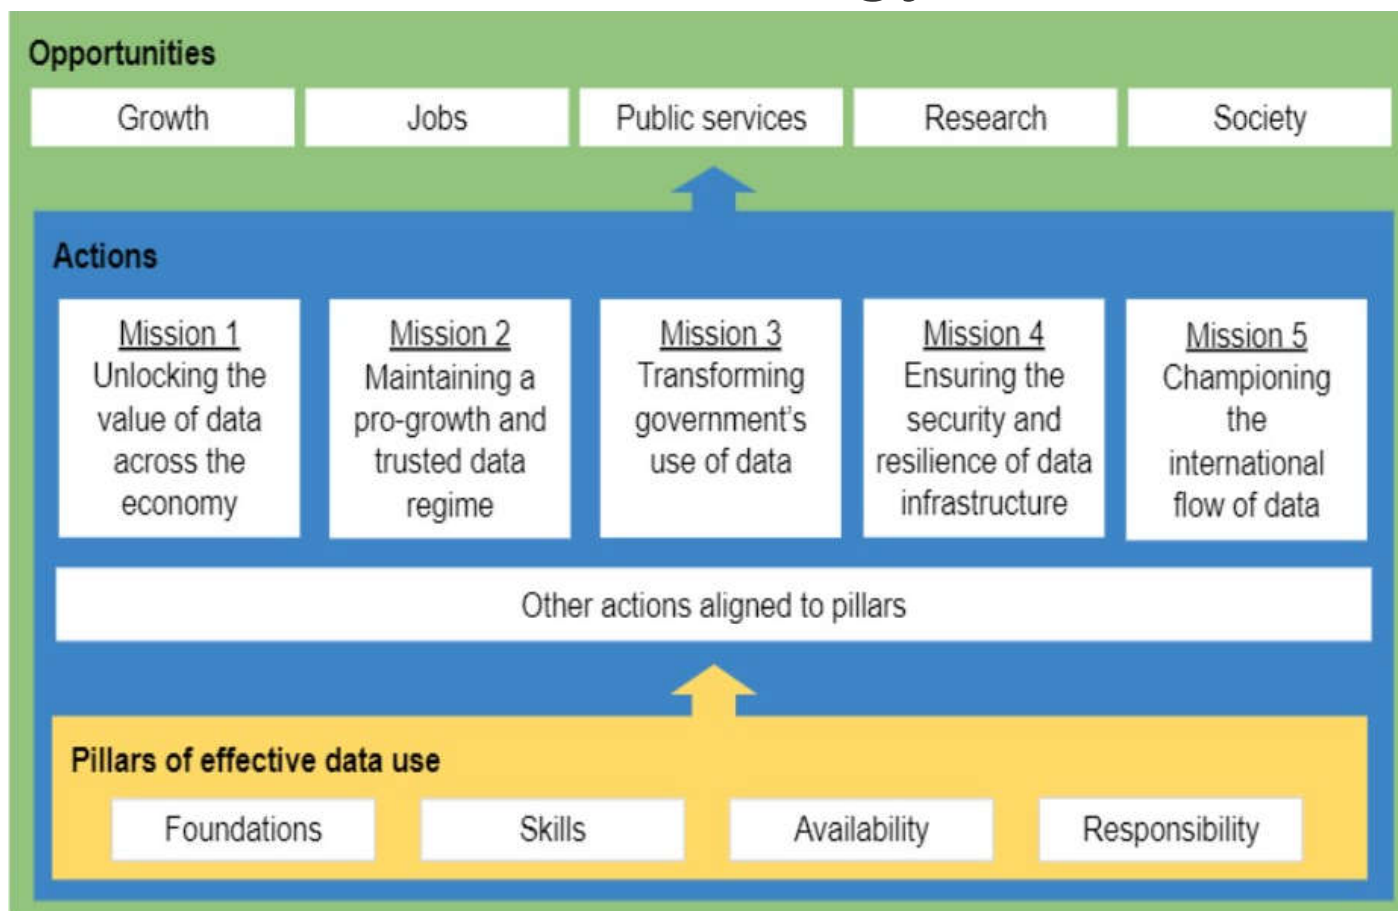 Opportunities
Growth
Jobs
Public services
Research
Society
Actions
Mission 1
Unlocking the
value of data
across the
economy
Mission 2
Maintaining a
pro-growth and
trusted data
regime
Mission 3
Transforming
government’s
use of data
Mission 4
Ensuring the
security and
resilience of data
infrastructure
Mission 5
Championing
the
international
flow of data
Other actions aligned to pillars
Pillars of effective data use
Foundations
Skills
Availability
Responsibility